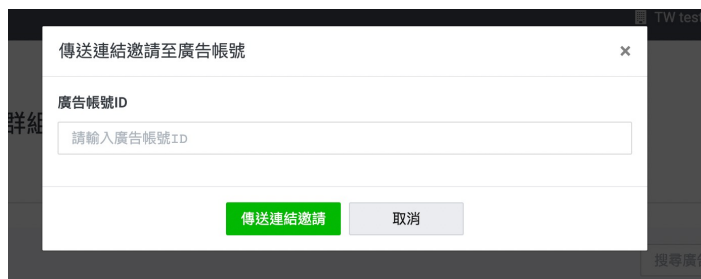 TW test
傳送連結邀請至廣告帳號
×
廣告帳號ID
群組
請輸入廣告帳號ID
傳送連結邀請 取消
搜尋廣